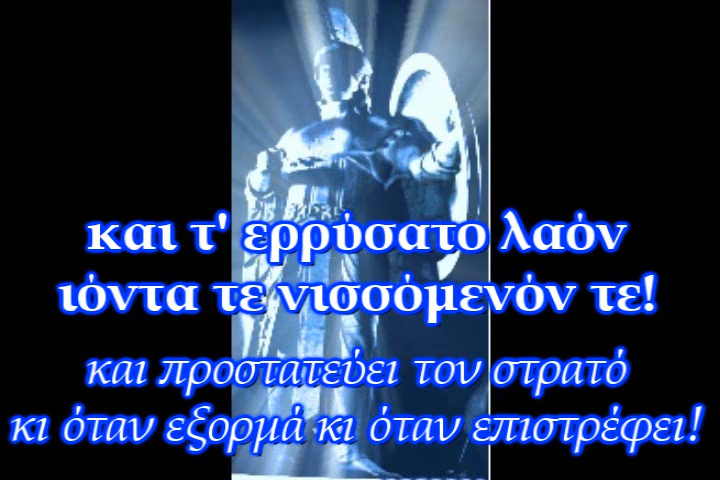 και τ' ερρύσατο λαόν
ιόντα τε νισσόμενόν τε!
και προστατεύει τον στρατό
κι όταν εξορμά κι όταν επιστρέφει!